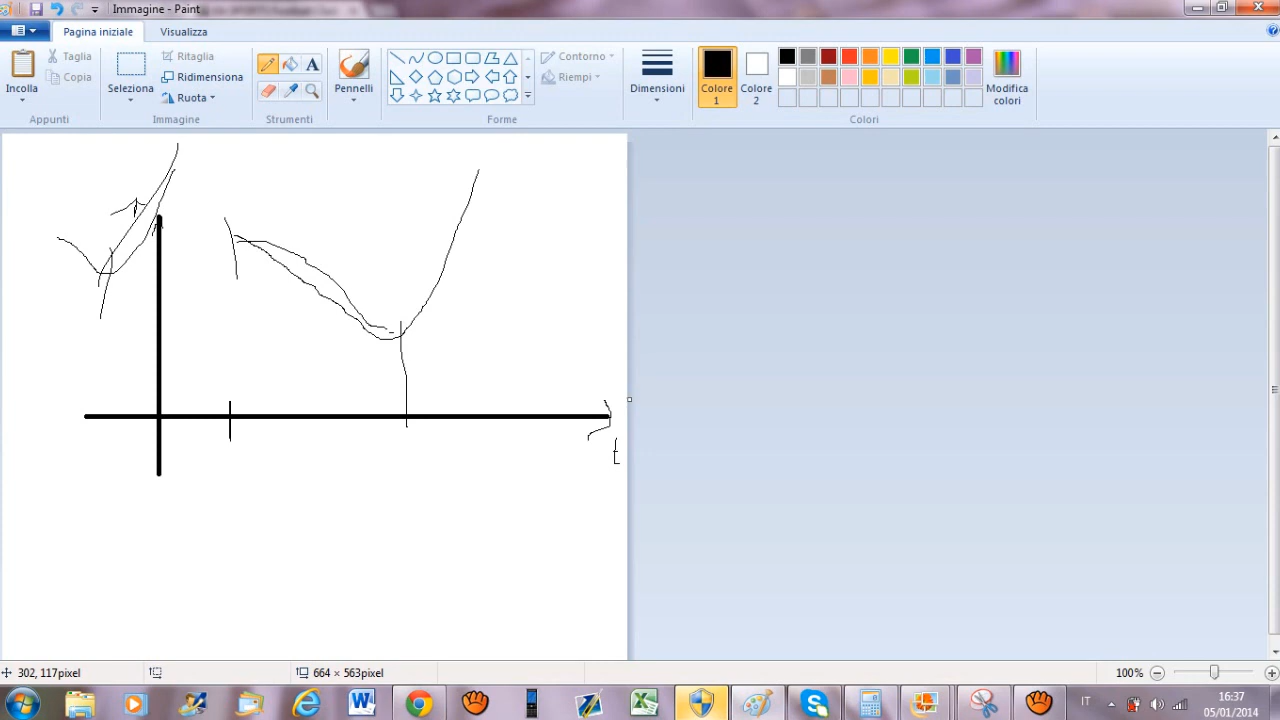 Immagine - Paint
Pagina iniziale
Visualizza
Incolla
Taglia
Copia
Appunti
Seleziona
Ritaglia
Ridimensiona
Ruota
Immagine
Strumenti
Pennelli
Forme
Contorno
Riempi
Dimensioni
Colore 1
Colore 2
Modifica colori
Colori
t
302, 117pixel
664 × 563pixel
100%
IT
16:37
05/01/2014